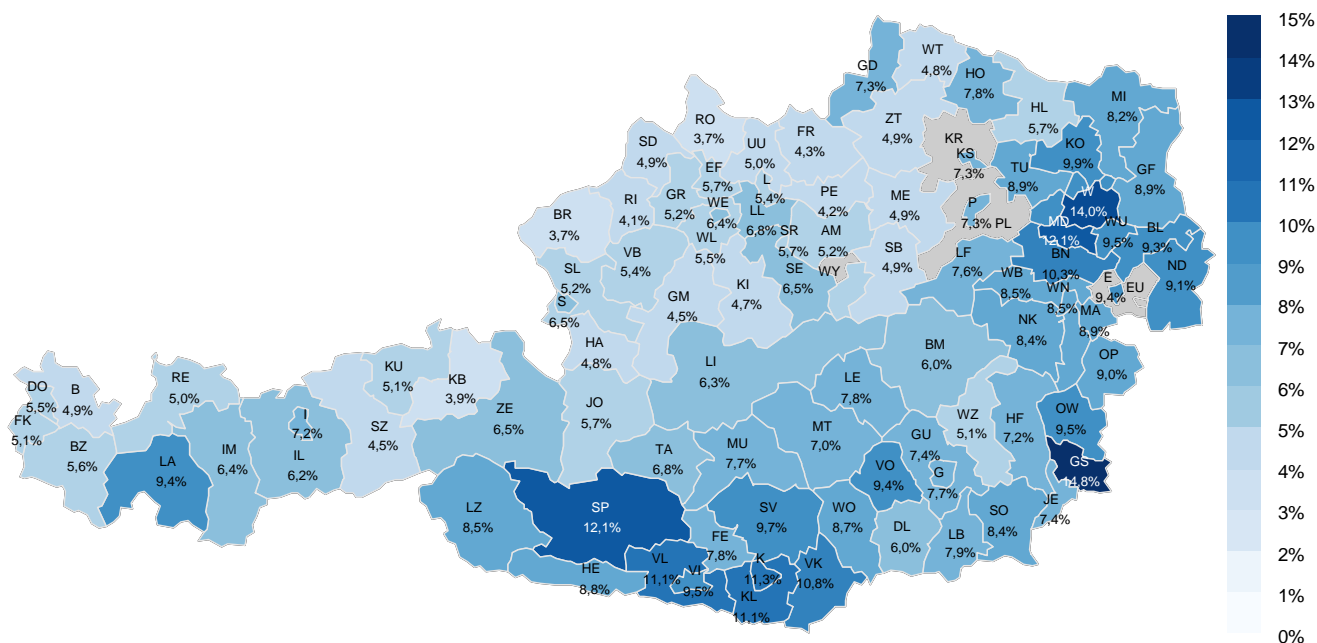 WT
4,8%
GD
7,3%
HO
7,8%
HL
5,7%
MI
8,2%
RO
3,7%
SD
4,9%
UU
5,0%
FR
4,3%
ZT
4,9%
KR
KS
7,3%
TU
8,9%
KO
9,9%
GF
8,9%
EF
5,7%
L
5,4%
GR
5,2%
WE
6,4%
RI
4,1%
LL
6,8%
PE
4,2%
ME
4,9%
P
7,3%
PL
W
14,0%
MD
12,1%
WU
9,5%
BL
9,3%
P
BR
3,7%
WL
5,5%
SR
5,7%
AM
5,2%
VB
5,4%
SB
4,9%
LF
7,6%
BN
10,3%
ND
9,1%
SL
5,2%
SE
6,5%
WY
WB
8,5%
WN
8,5%
E
9,4%
EU
S
6,5%
GM
4,5%
KI
4,7%
NK
8,4%
MA
8,9%
HA
4,8%
LI
6,3%
BM
6,0%
OP
9,0%
DO
5,5%
B
4,9%
RE
5,0%
KU
5,1%
KB
3,9%
LE
7,8%
FK
5,1%
BZ
5,6%
LA
9,4%
IM
6,4%
I
7,2%
IL
6,2%
SZ
4,5%
ZE
6,5%
JO
5,7%
TA
6,8%
MU
7,7%
MT
7,0%
WZ
5,1%
HF
7,2%
OW
9,5%
GU
7,4%
G
7,7%
VO
9,4%
GS
14,8%
JE
7,4%
LZ
8,5%
SP
12,1%
SV
9,7%
WO
8,7%
DL
6,0%
LB
7,9%
SO
8,4%
FE
7,8%
HE
8,8%
VL
11,1%
VI
9,5%
K
11,3%
KL
11,1%
VK
10,8%
15%
14%
13%
12%
11%
10%
9%
8%
7%
6%
5%
4%
3%
2%
1%
0%